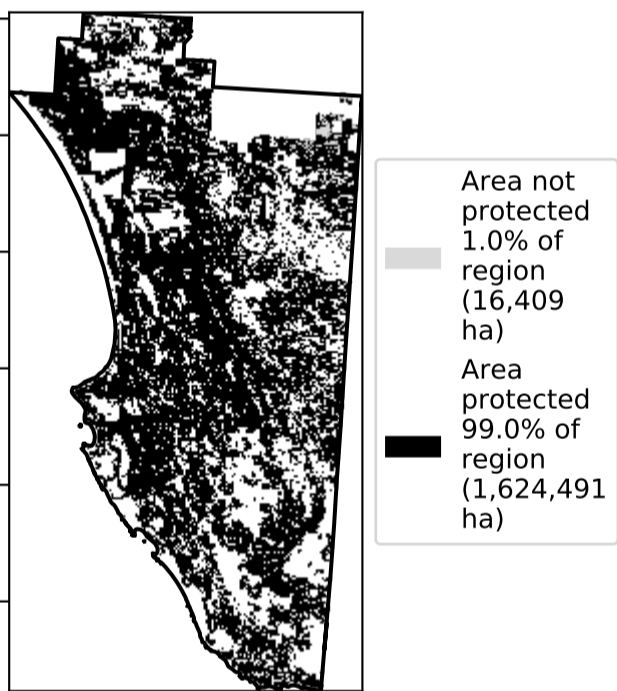 Area not
protected
1.0% of
region
(16,409
ha)
Area
protected
99.0% of
region
(1,624,491
ha)